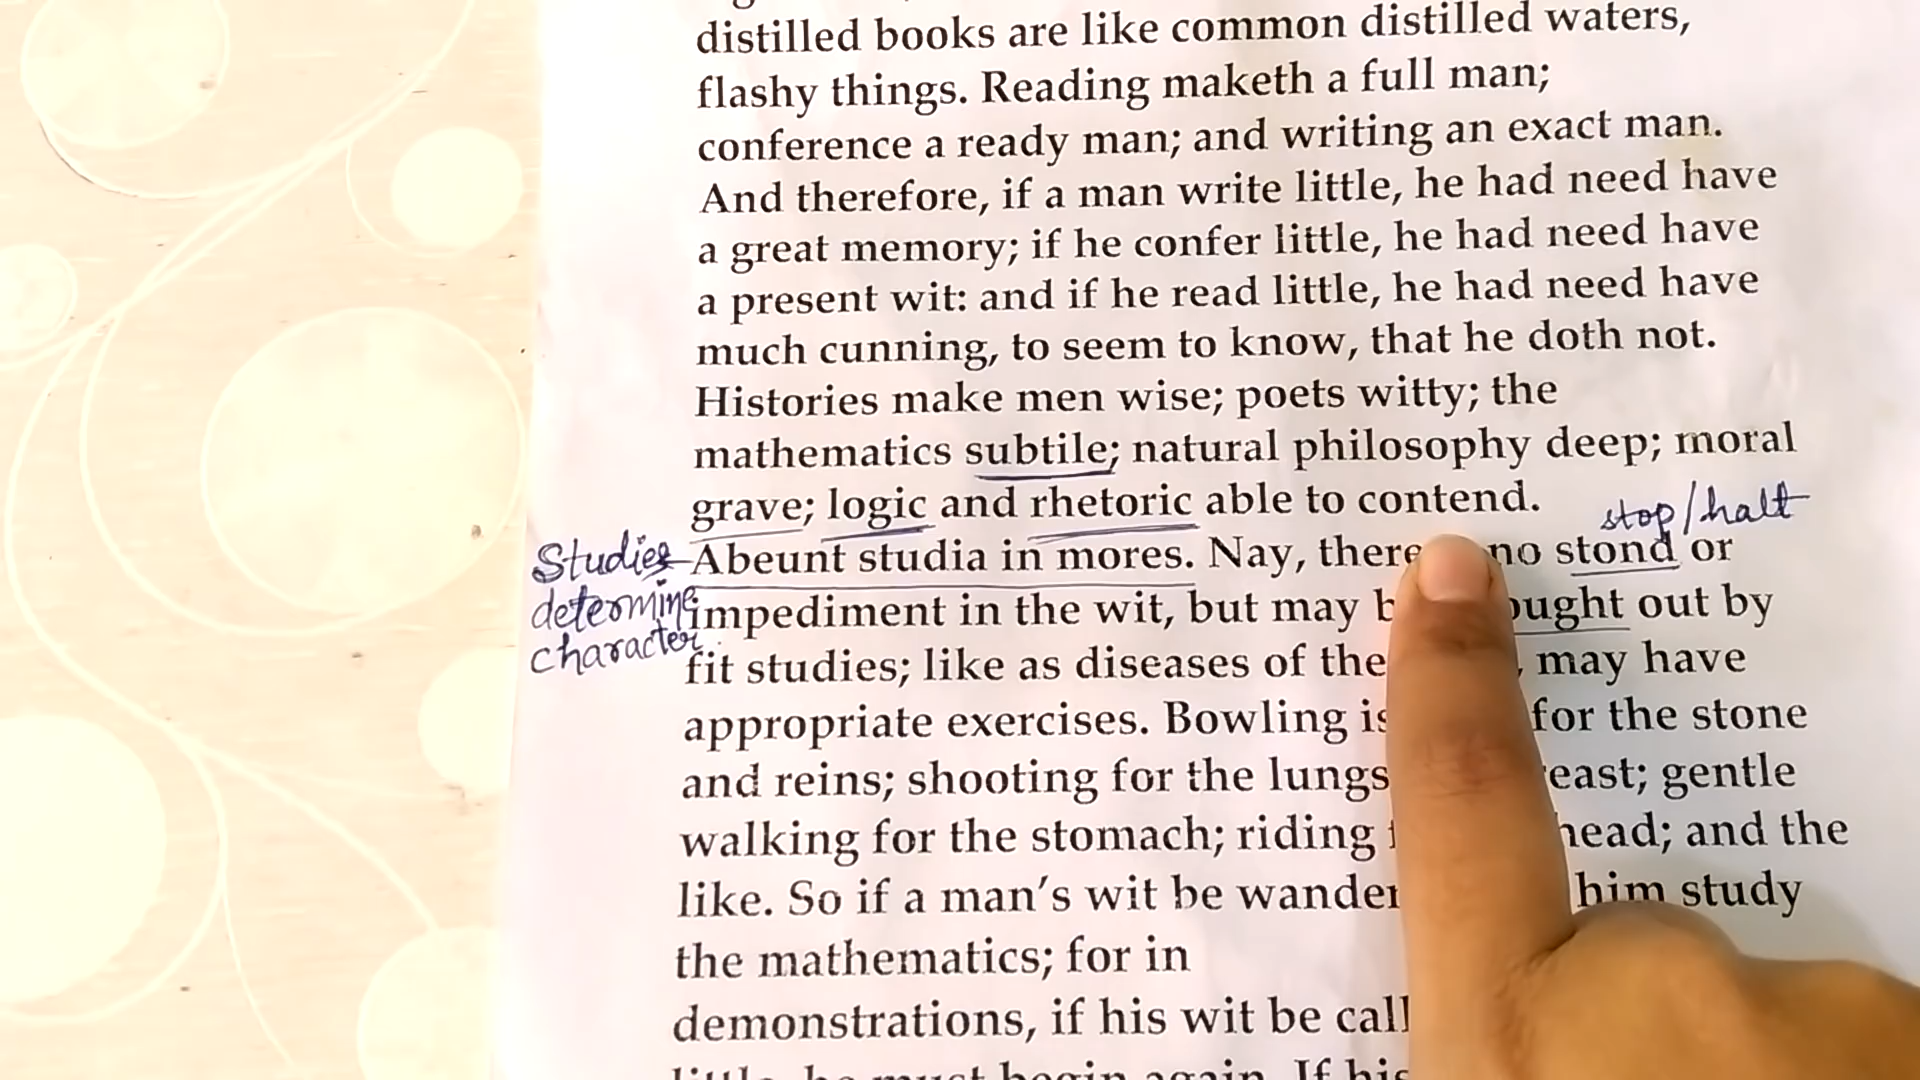 distilled books are like common distilled waters,
flashy things. Reading maketh a full man;
conference a ready man; and writing an exact man.
And therefore, if a man write little, he had need have
a great memory; if he confer little, he had need have
a present wit: and if he read little, he had need have
much cunning, to seem to know, that he doth not.
Histories make men wise; poets witty; the
mathematics subtile; natural philosophy deep; moral
grave; logic and rhetoric able to contend.
stop/halt
Studies
determine
character.
Abeunt studia in mores. Nay, there no stond or
impediment in the wit, but may out by
fit studies; like as diseases of the may have
appropriate exercises. Bowling for the stone
and reins; shooting for the lungs gentle
walking for the stomach; riding and the
like. So if a man's wit be him study
the mathematics; for in
demonstrations, if his wit be
must begin again. If his